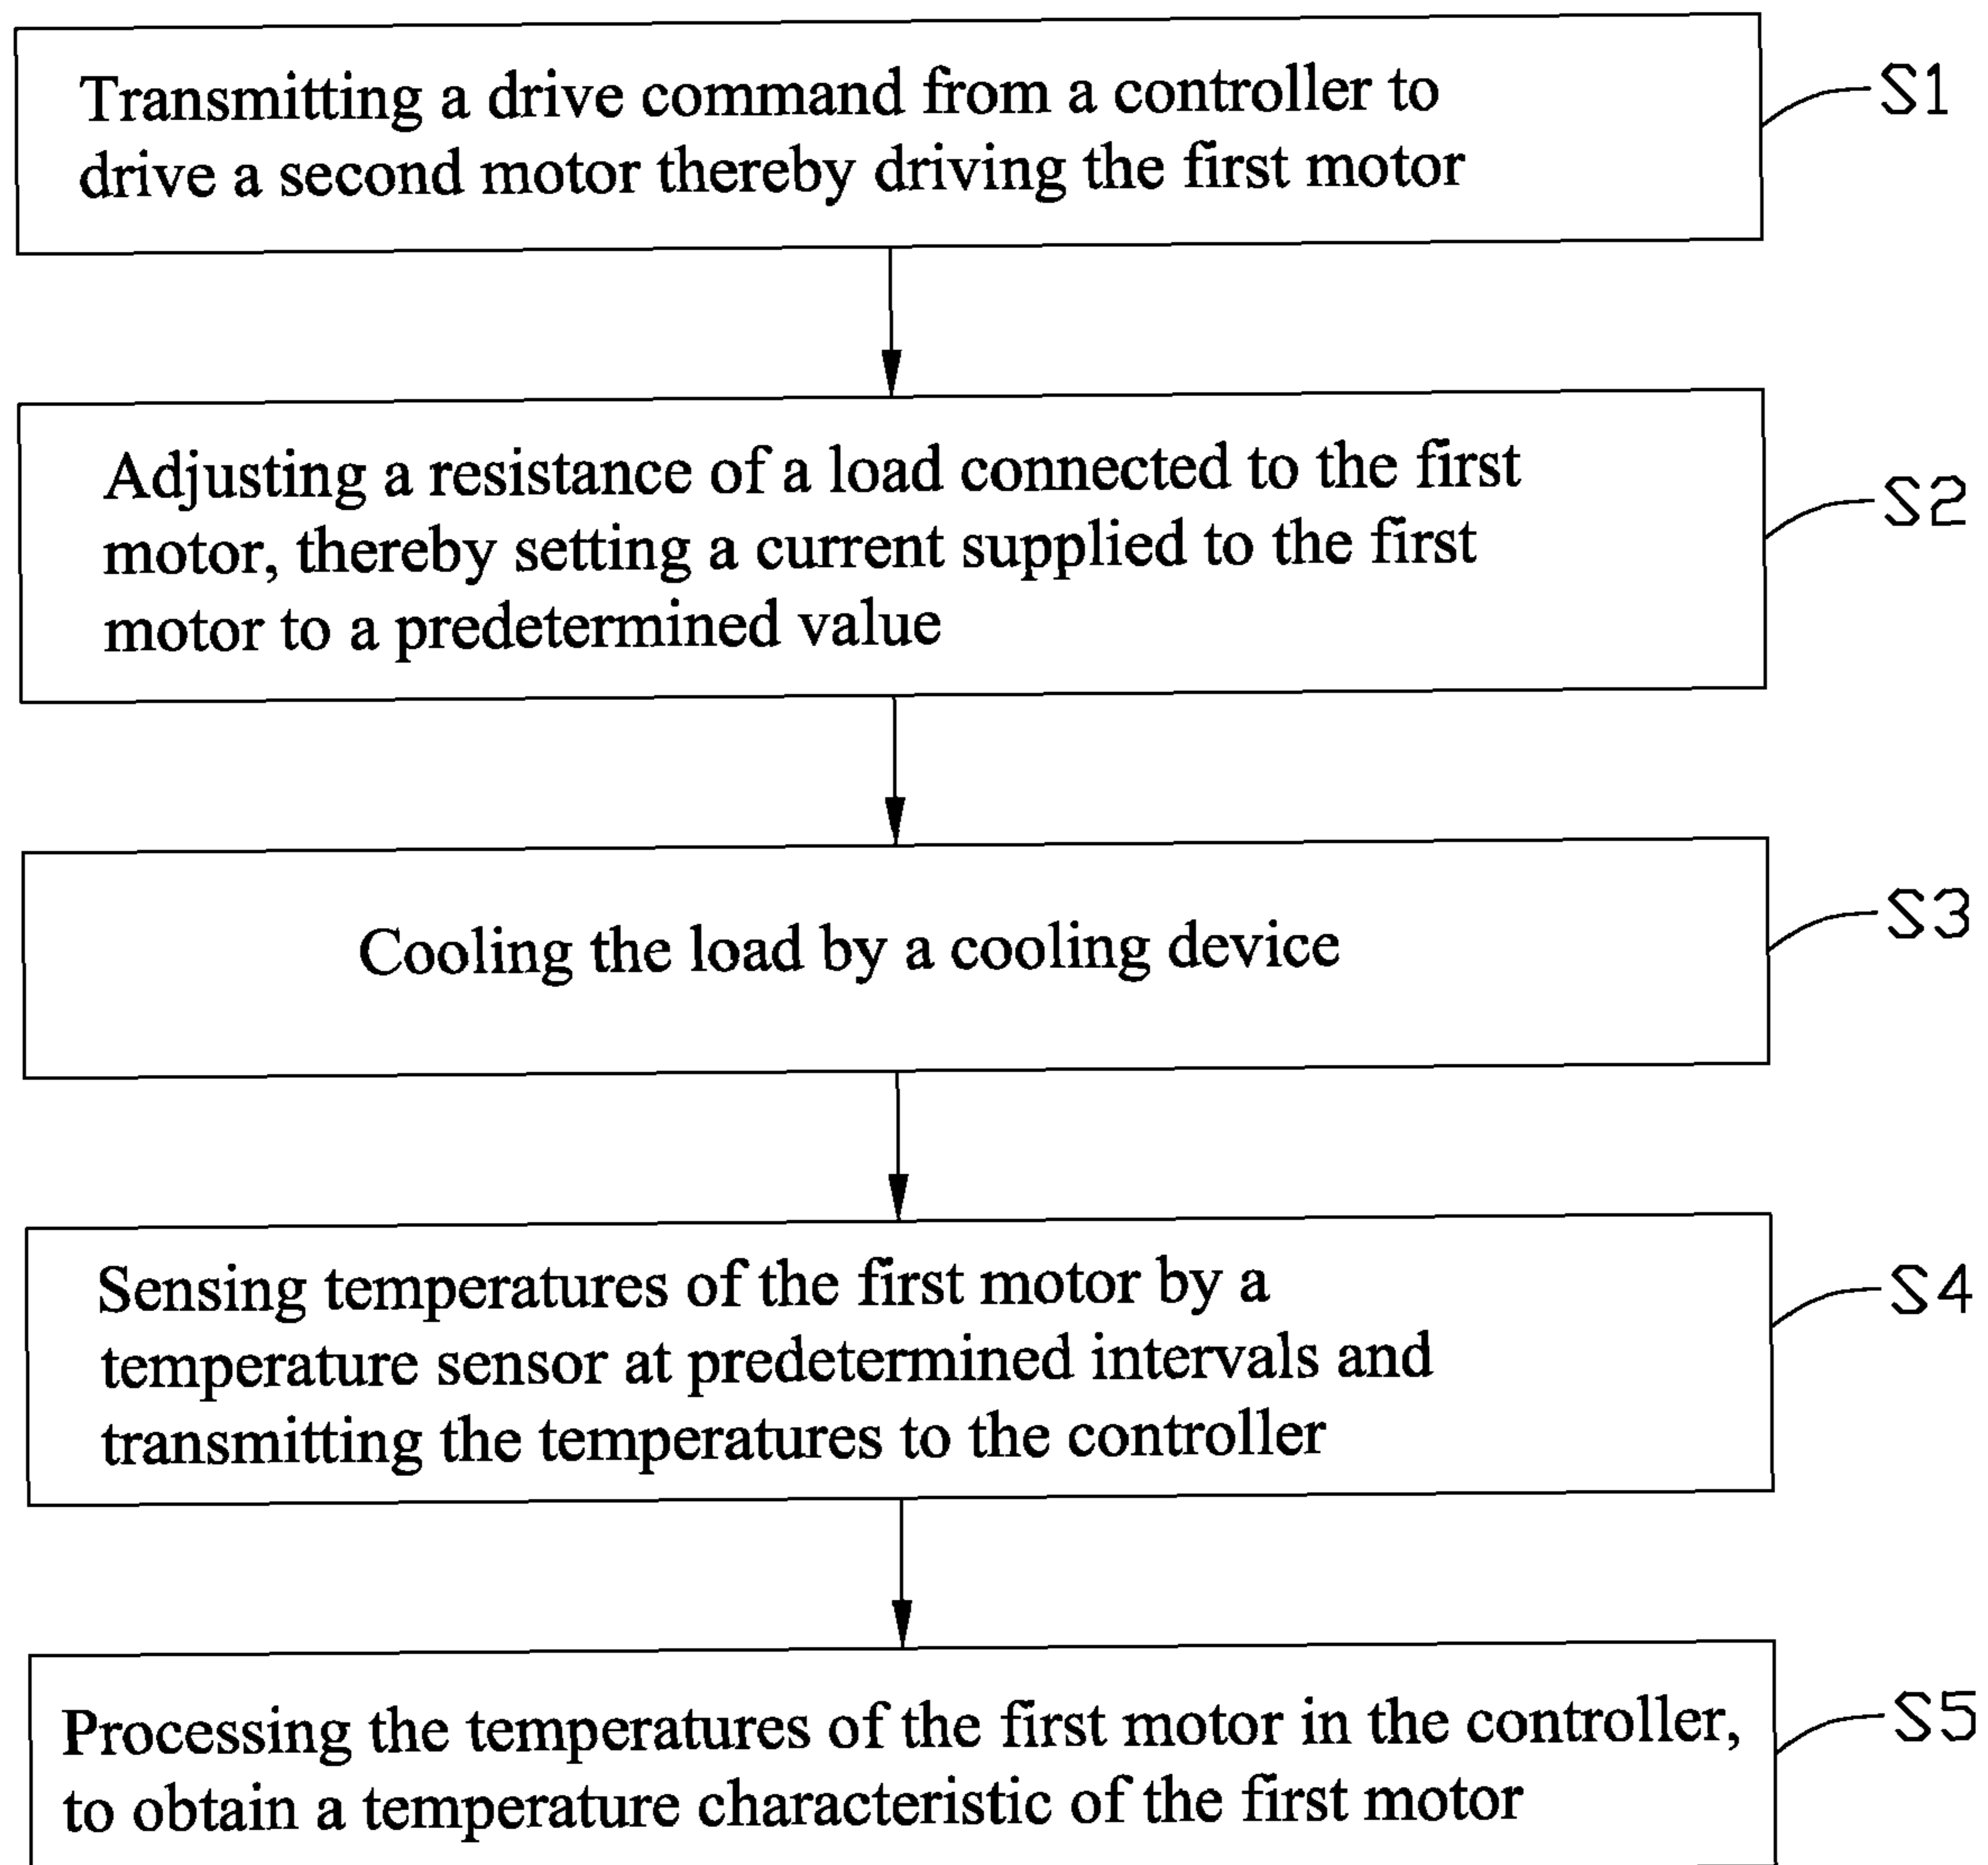 Transmitting a drive command from a controller to
drive a second motor thereby driving the first motor
S1
Adjusting a resistance of a load connected to the first
motor, thereby setting a current supplied to the first
motor to a predetermined value
S2
Cooling the load by a cooling device
S3
Sensing temperatures of the first motor by a
temperature sensor at predetermined intervals and
transmitting the temperatures to the controller
S4
Processing the temperatures of the first motor in the controller,
to obtain a temperature characteristic of the first motor
S5